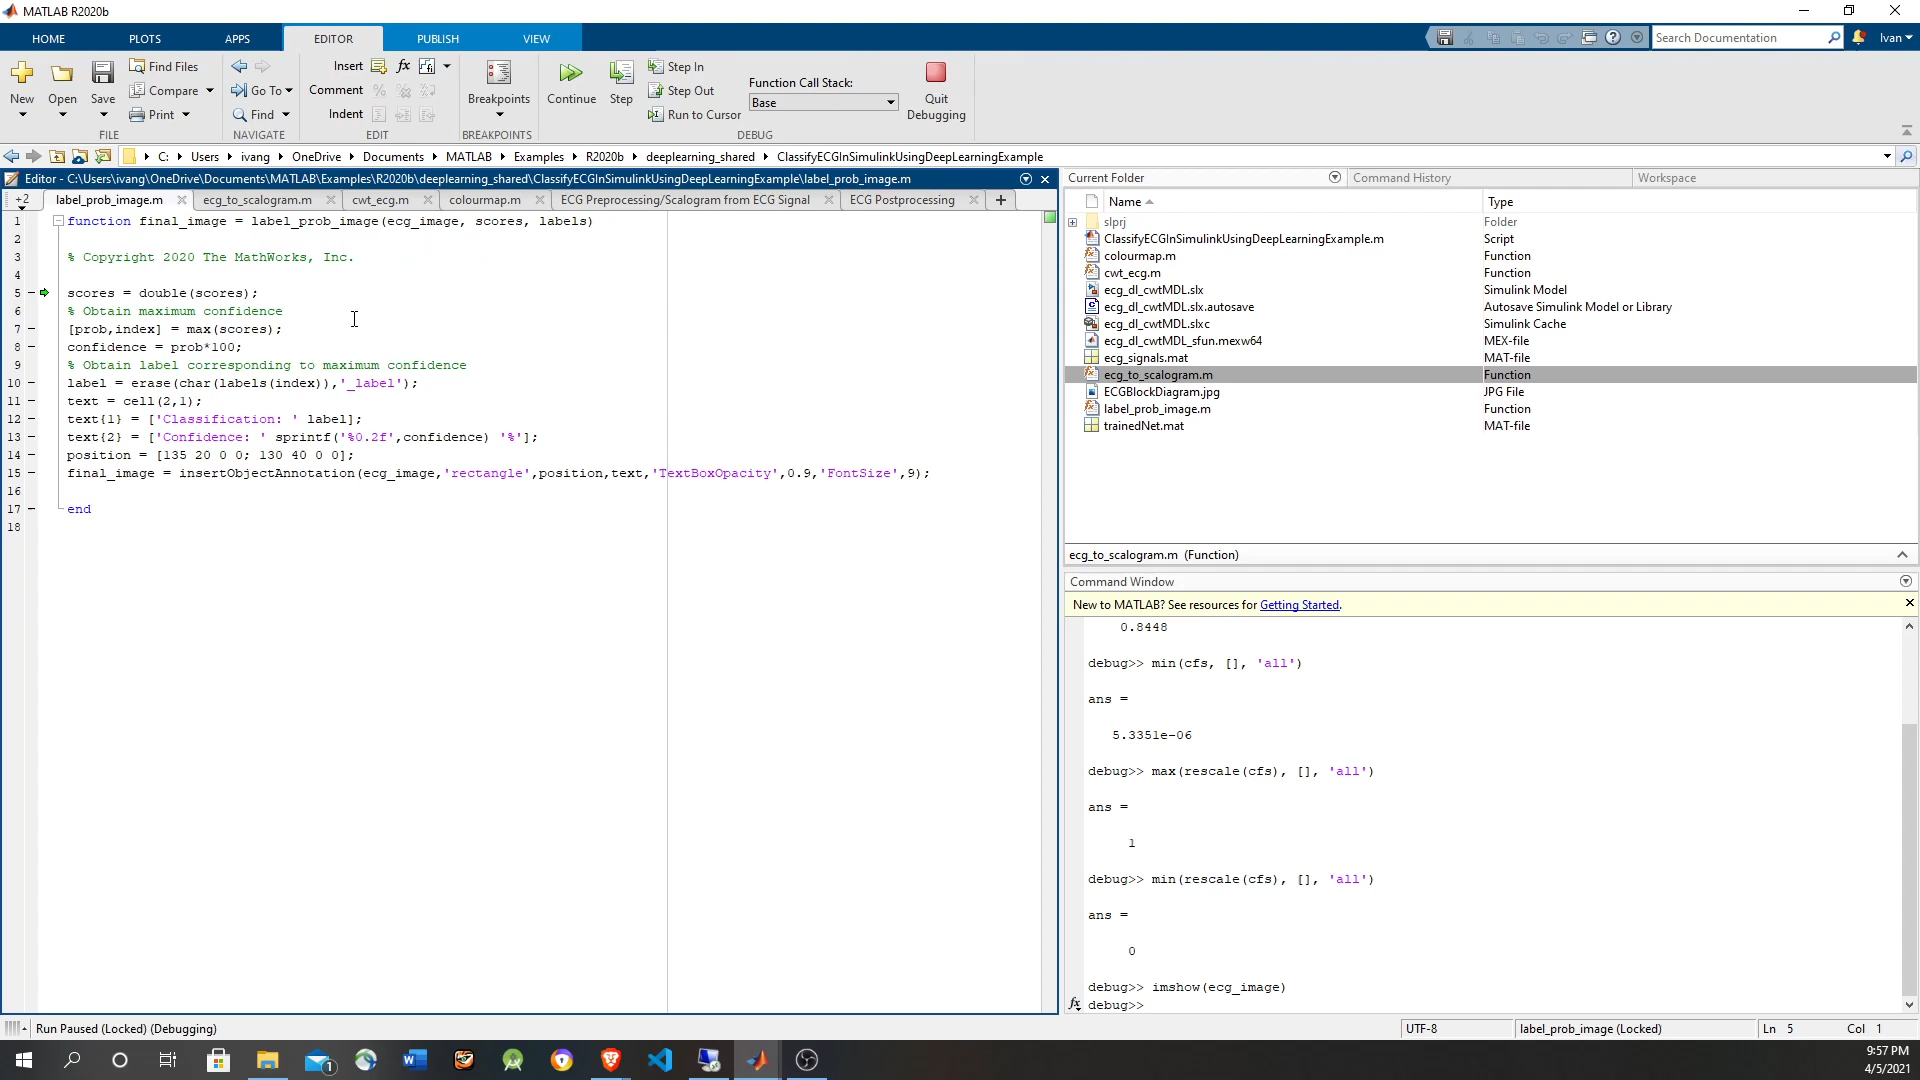 MATLAB R2020b
HOME PLOTS APPS EDITOR PUBLISH VIEW Search Documentation Ivan
New Open Save Find Files Compare Print FILE
Go To Find NAVIGATE
Insert fx Comment Indent EDIT
Breakpoints BREAKPOINTS
Continue Step Step In Step Out Run to Cursor Function Call Stack: Base Quit Debugging DEBUG
C: Users ivang OneDrive Documents MATLAB Examples R2020b deeplearning_shared ClassifyECGInSimulinkUsingDeepLearningExample
Editor - C:\Users\ivang\OneDrive\Documents\MATLAB\Examples\R2020b\deeplearning_shared\ClassifyECGInSimulinkUsingDeepLearningExample\label_prob_image.m
+2 label_prob_image.m ecg_to_scalogram.m cwt_ecg.m colourmap.m ECG Preprocessing/Scalogram from ECG Signal ECG Postprocessing +
1 function final_image = label_prob_image(ecg_image, scores, labels)
2
3 % Copyright 2020 The MathWorks, Inc.
4
5 scores = double(scores);
6 % Obtain maximum confidence
7 [prob,index] = max(scores);
8 confidence = prob*100;
9 % Obtain label corresponding to maximum confidence
10 label = erase(char(labels(index)),'_label');
11 text = cell(2,1);
12 text{1} = ['Classification: ' label];
13 text{2} = ['Confidence: ' sprintf('%0.2f',confidence) '%'];
14 position = [135 20 0 0; 130 40 0 0];
15 final_image = insertObjectAnnotation(ecg_image,'rectangle',position,text,'TextBoxOpacity',0.9,'FontSize',9);
16
17 end
18
Current Folder Command History Workspace
Name Type
slprj Folder
ClassifyECGInSimulinkUsingDeepLearningExample.m Script
colourmap.m Function
cwt_ecg.m Function
ecg_dl_cwtMDL.slx Simulink Model
ecg_dl_cwtMDL.slx.autosave Autosave Simulink Model or Library
ecg_dl_cwtMDL.slxc Simulink Cache
ecg_dl_cwtMDL_sfun.mexw64 MEX-file
ecg_signals.mat MAT-file
ecg_to_scalogram.m Function
ECGBlockDiagram.jpg JPG File
label_prob_image.m Function
trainedNet.mat MAT-file
ecg_to_scalogram.m (Function)
Command Window
New to MATLAB? See resources for Getting Started.
0.8448
debug>> min(cfs, [], 'all')
ans =
5.3351e-06
debug>> max(rescale(cfs), [], 'all')
ans =
1
debug>> min(rescale(cfs), [], 'all')
ans =
0
debug>> imshow(ecg_image)
fx debug>>
Run Paused (Locked) (Debugging) UTF-8 label_prob_image (Locked) Ln 5 Col 1
9:57 PM
4/5/2021